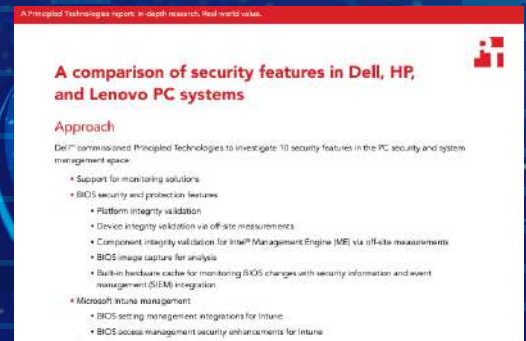 A Principled Technologies report: In-depth research. Real-world value.
A comparison of security features in Dell, HP,
and Lenovo PC systems
Approach
Dell™ commissioned Principled Technologies to investigate 10 security features in the PC security and system
management space:
• Support for monitoring solutions
• BIOS security and protection features
• Platform integrity validation
• Device integrity validation via off-site measurements
• Component integrity validation for Intel® Management Engine (ME) via off-site measurements
• BIOS image capture for analysis
• Built-in hardware cache for monitoring BIOS changes with security information and event
management (SIEM) integration
• Microsoft Intune management
• BIOS setting management integrations for Intune
• BIOS access management security enhancements for Intune